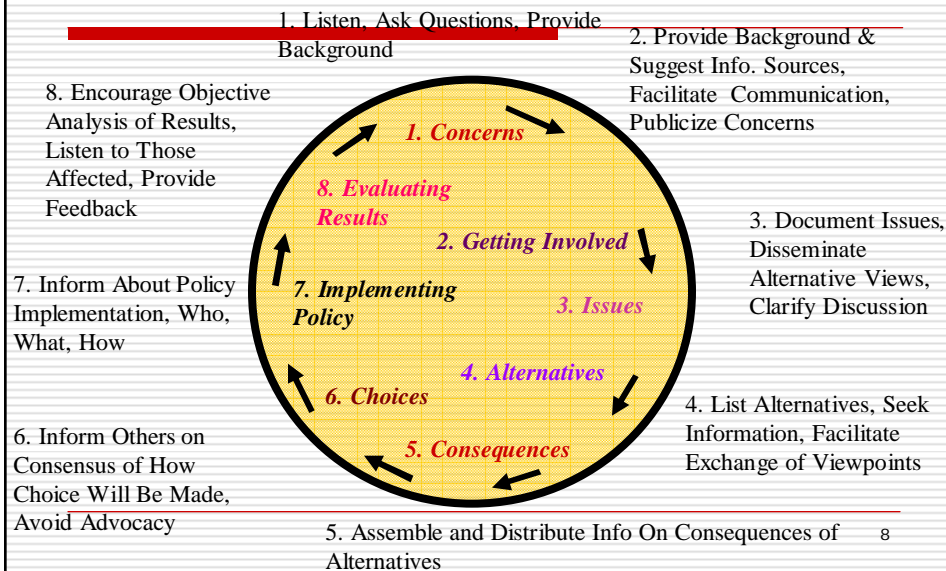 1. Listen, Ask Questions, Provide
Background
2. Provide Background &
Suggest Info. Sources,
Facilitate Communication,
Publicize Concerns
8. Encourage Objective
Analysis of Results,
Listen to Those
Affected, Provide
Feedback
1. Concerns
8. Evaluating
Results
2. Getting Involved
3. Document Issues,
Disseminate
Alternative Views,
Clarify Discussion
7. Inform About Policy
Implementation, Who,
What, How
7. Implementing
Policy
3. Issues
4. Alternatives
6. Choices
4. List Alternatives, Seek
Information, Facilitate
Exchange of Viewpoints
6. Inform Others on
Consensus of How
Choice Will Be Made,
Avoid Advocacy
5. Consequences
5. Assemble and Distribute Info On Consequences of
Alternatives
8